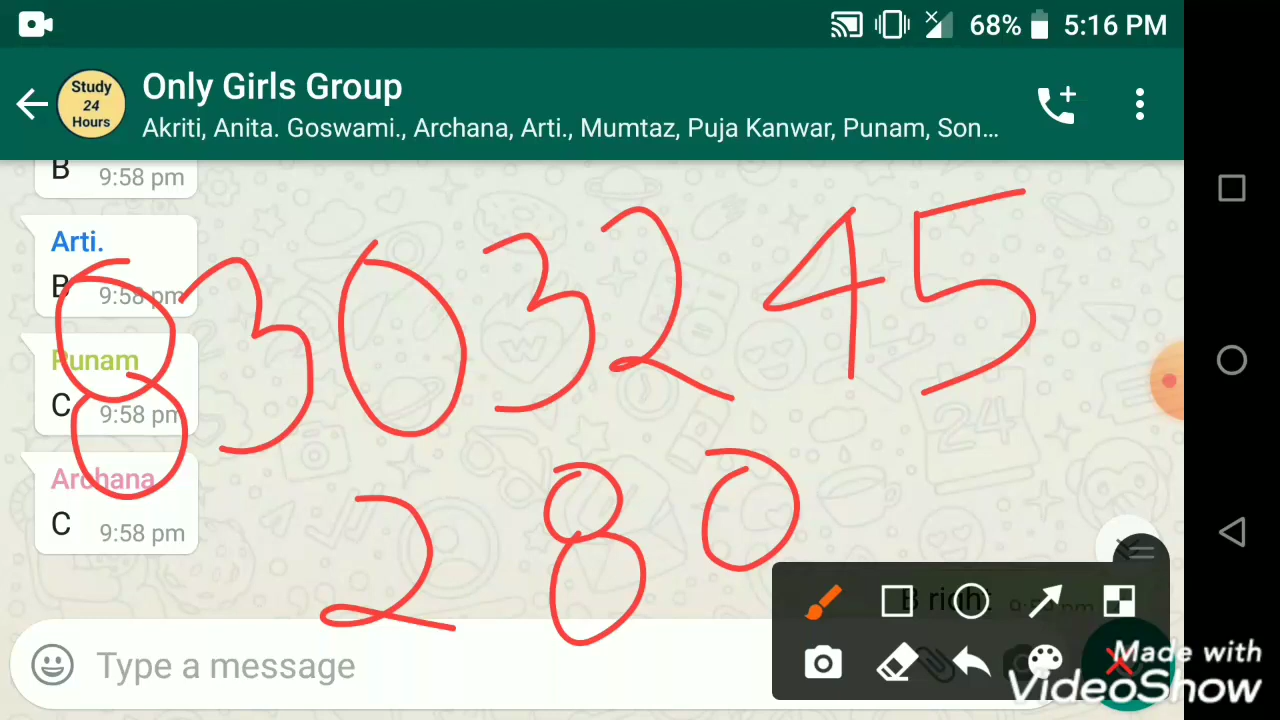 68% 5:16 PM
Study 24 Hours
Only Girls Group
Akriti, Anita. Goswami., Archana, Arti., Mumtaz, Puja Kanwar, Punam, Son...
B 9:58 pm
Arti.
B 9:58 pm
Punam
C 9:58 pm
Archana
C 9:58 pm
8303245
280
B right
Type a message
Made with
VideoShow